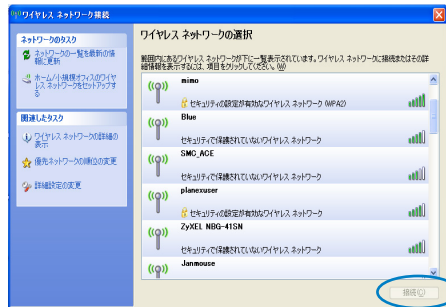 ワイヤレス ネットワーク接続
ネットワークのタスク
ネットワークの一覧を最新の情報に更新
ホーム/小規模オフィスのワイヤレス ネットワークをセットアップする
関連したタスク
ワイヤレス ネットワークの詳細の表示
優先ネットワークの順位の変更
詳細設定の変更
ワイヤレス ネットワークの選択
範囲内にあるワイヤレス ネットワークが下に一覧表示されています。ワイヤレス ネットワークに接続またはその詳細情報を表示するには、項目をクリックしてください。(W)
mimo
セキュリティの設定が有効なワイヤレス ネットワーク (WPA2)
Blue
セキュリティで保護されていないワイヤレス ネットワーク
SMC_ACE
セキュリティで保護されていないワイヤレス ネットワーク
planexuser
セキュリティの設定が有効なワイヤレス ネットワーク
ZyXEL NBG-41SN
セキュリティで保護されていないワイヤレス ネットワーク
Janmouse
接続(C)